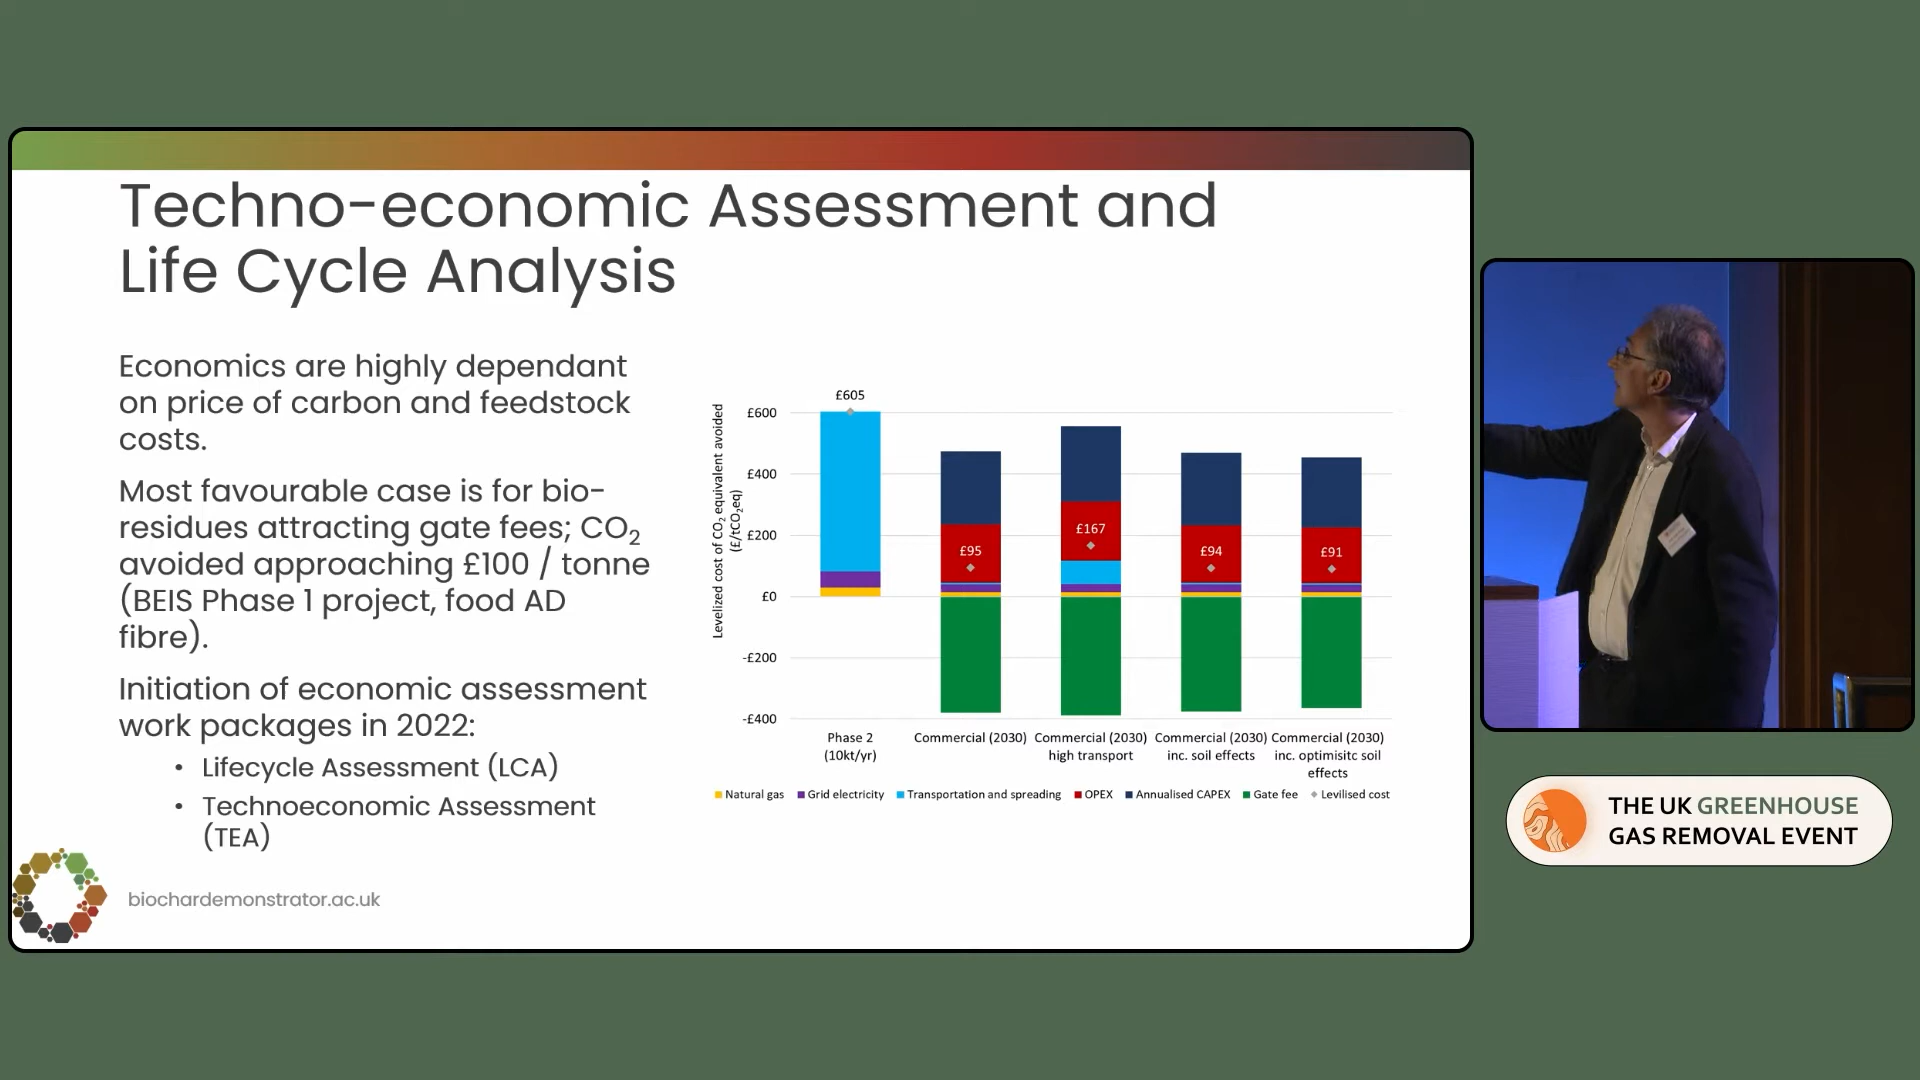 Techno-economic Assessment and
Life Cycle Analysis
Economics are highly dependant
on price of carbon and feedstock
costs.
Most favourable case is for bio-
residues attracting gate fees; CO₂
avoided approaching £100 / tonne
(BEIS Phase 1 project, food AD
fibre).
Initiation of economic assessment
work packages in 2022:
• Lifecycle Assessment (LCA)
• Technoeconomic Assessment
(TEA)
biochardemonstrator.ac.uk
Levelized cost of CO₂ equivalent avoided
(£/tCO₂eq)
£600
£400
£200
£0
-£200
-£400
£605
£95
£167
£94
£91
Phase 2
(10kt/yr)
Commercial (2030)
Commercial (2030)
high transport
Commercial (2030)
inc. soil effects
Commercial (2030)
inc. optimisitc soil
effects
Natural gas
Grid electricity
Transportation and spreading
OPEX
Annualised CAPEX
Gate fee
Levilised cost
THE UK GREENHOUSE
GAS REMOVAL EVENT